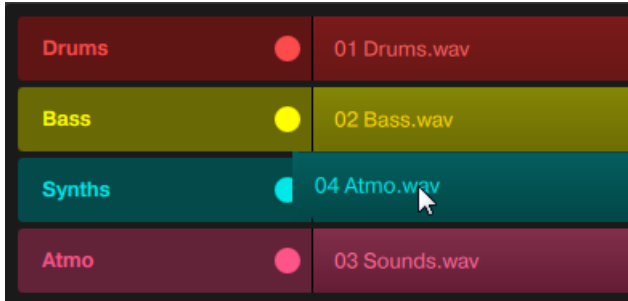 Drums 01 Drums.wav
Bass 02 Bass.wav
Synths 04 Atmo.wav
Atmo 03 Sounds.wav